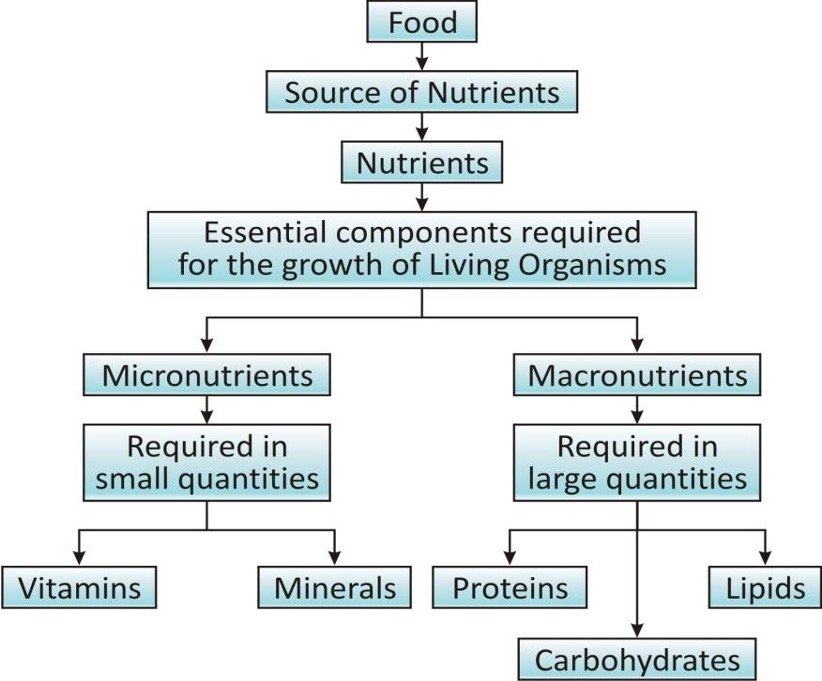 Food
Source of Nutrients
Nutrients
Essential components required
for the growth of Living Organisms
Micronutrients
Macronutrients
Required in
small quantities
Required in
large quantities
Vitamins
Minerals
Proteins
Lipids
Carbohydrates